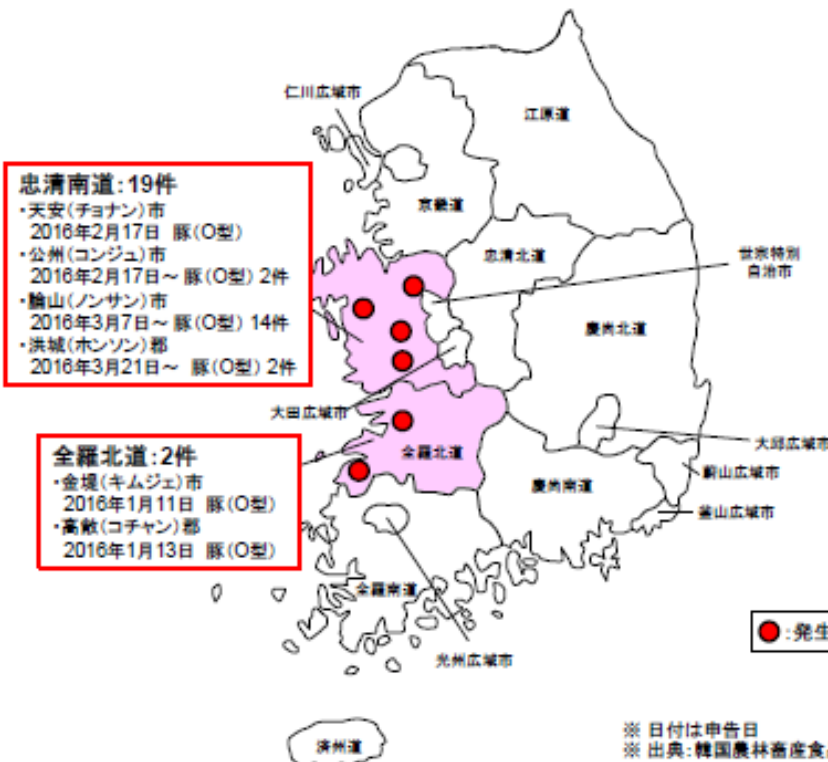 仁川広域市
江原道
京畿道
忠清南道:19件
・天安(チョナン)市
2016年2月17日 豚(O型)
・公州(コンジュ)市
2016年2月17日～ 豚(O型) 2件
・論山(ノンサン)市
2016年3月7日～ 豚(O型) 14件
・洪城(ホンソン)郡
2016年3月21日～ 豚(O型) 2件
忠清北道
世宗特別
自治市
慶尚北道
大田広域市
大邱広域市
全羅北道:2件
・金堤(キムジェ)市
2016年1月11日 豚(O型)
・高敞(コチャン)郡
2016年1月13日 豚(O型)
全羅北道
慶尚南道
蔚山広域市
釜山広域市
全羅南道
光州広域市
:発生
済州道
※ 日付は申告日
※ 出典:韓国農林畜産食